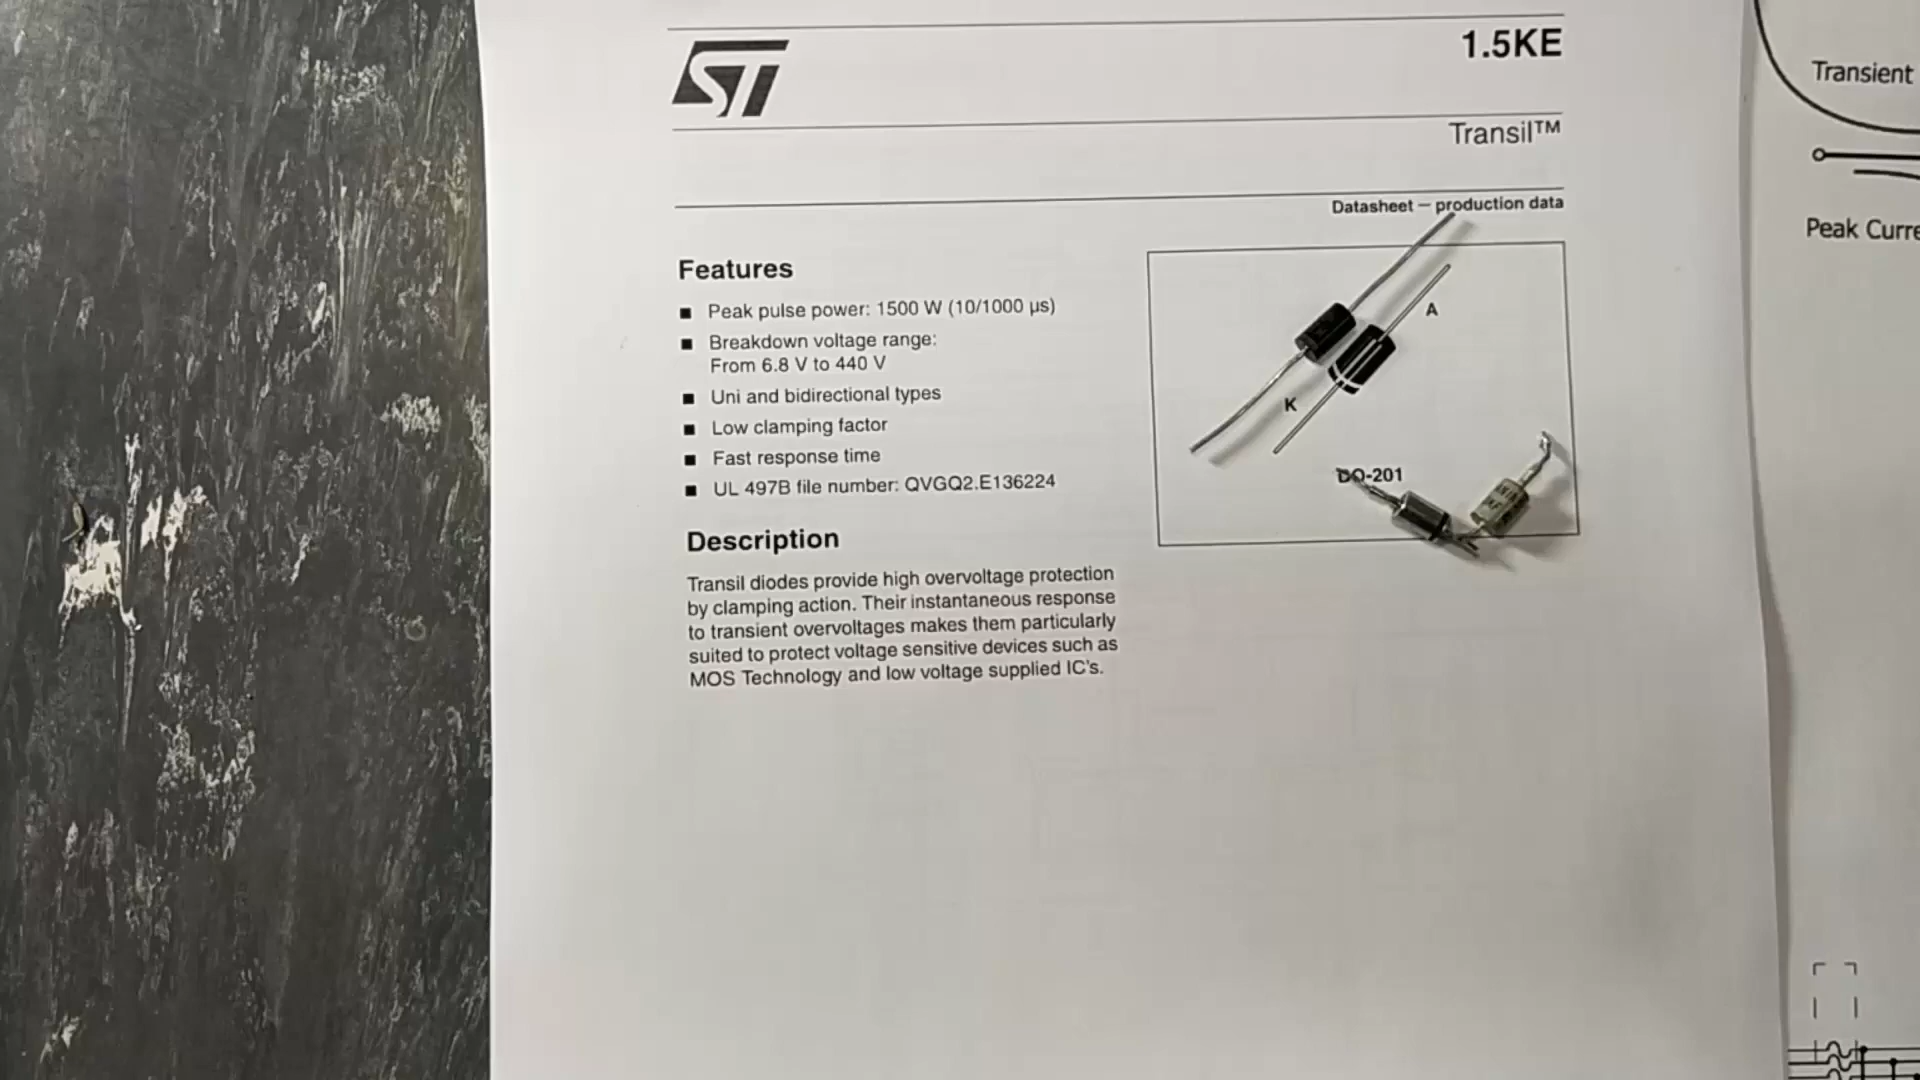 ST
1.5KE
Transil™
Datasheet — production data
Features
■ Peak pulse power: 1500 W (10/1000 µs)
■ Breakdown voltage range:
From 6.8 V to 440 V
■ Uni and bidirectional types
■ Low clamping factor
■ Fast response time
■ UL 497B file number: QVGQ2.E136224
A
K
DO-201
Description
Transil diodes provide high overvoltage protection
by clamping action. Their instantaneous response
to transient overvoltages makes them particularly
suited to protect voltage sensitive devices such as
MOS Technology and low voltage supplied IC's.
Transient
Peak Curre